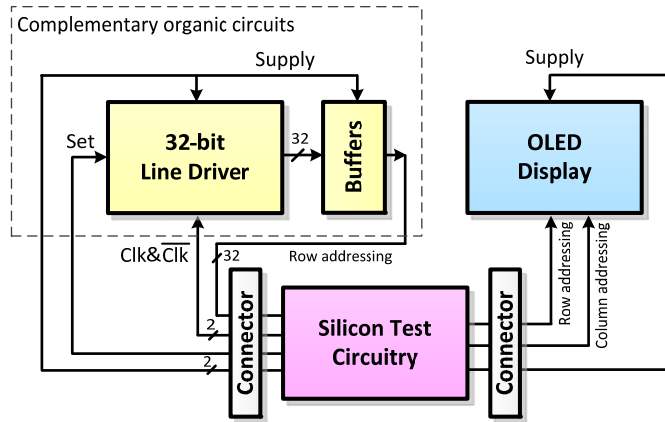 Complementary organic circuits
Supply
Supply
Set
32-bit
Line Driver
32
Buffers
OLED
Display
Clk&C̅l̅k̅
32
Row addressing
Row addressing
Column addressing
2
2
Connector
Silicon Test
Circuitry
Connector